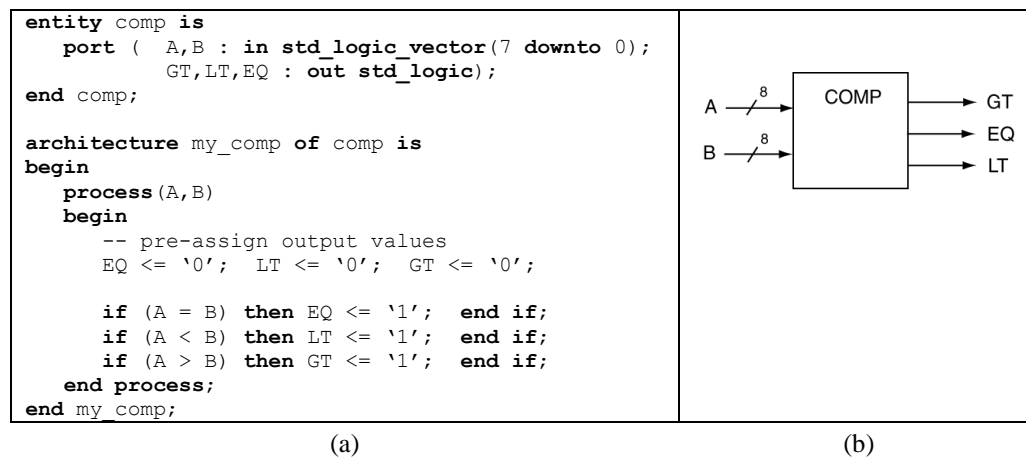 entity comp is
port ( A,B : in std_logic_vector(7 downto 0);
GT,LT,EQ : out std_logic);
end comp;
architecture my_comp of comp is
begin
process(A,B)
begin
-- pre-assign output values
EQ <= ‘0’; LT <= ‘0’; GT <= ‘0’;
if (A = B) then EQ <= ‘1’; end if;
if (A < B) then LT <= ‘1’; end if;
if (A > B) then GT <= ‘1’; end if;
end process;
end my_comp;
(a)
COMP
A 8
B 8
GT
EQ
LT
(b)